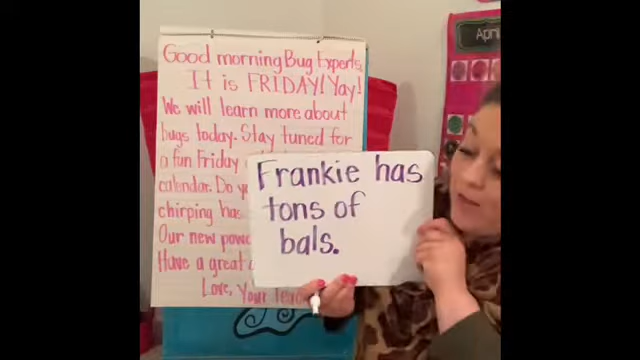 Good morning Bug Experts,
It is FRIDAY! Yay!
We will learn more about
bugs today. Stay tuned for
a fun Friday
calendar. Do
chirping has
Our new
Have a great
Love, Your
Frankie has
tons of
bals.
April